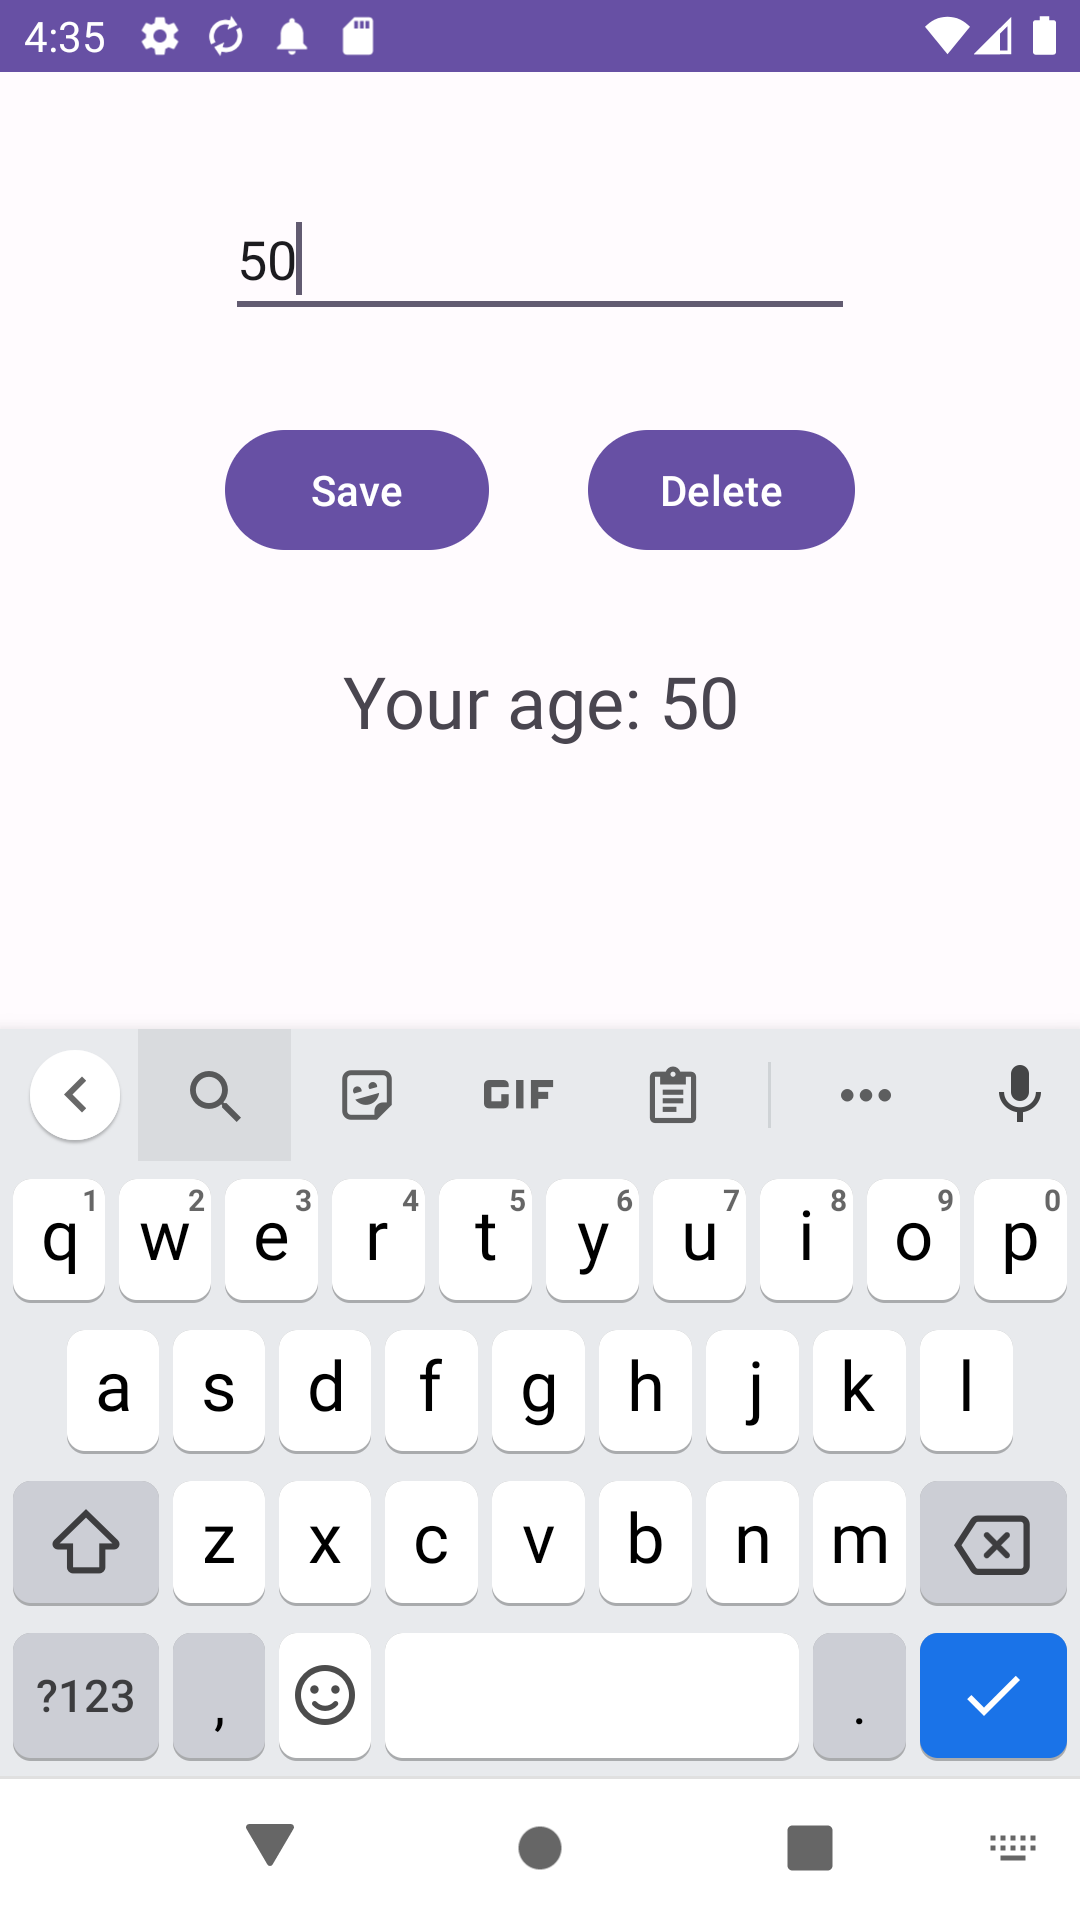 4:35
50
Save Delete
Your age: 50
GIF
1 2 3 4 5 6 7 8 9 0
q w e r t y u i o p
a s d f g h j k l
z x c v b n m
?123 , .